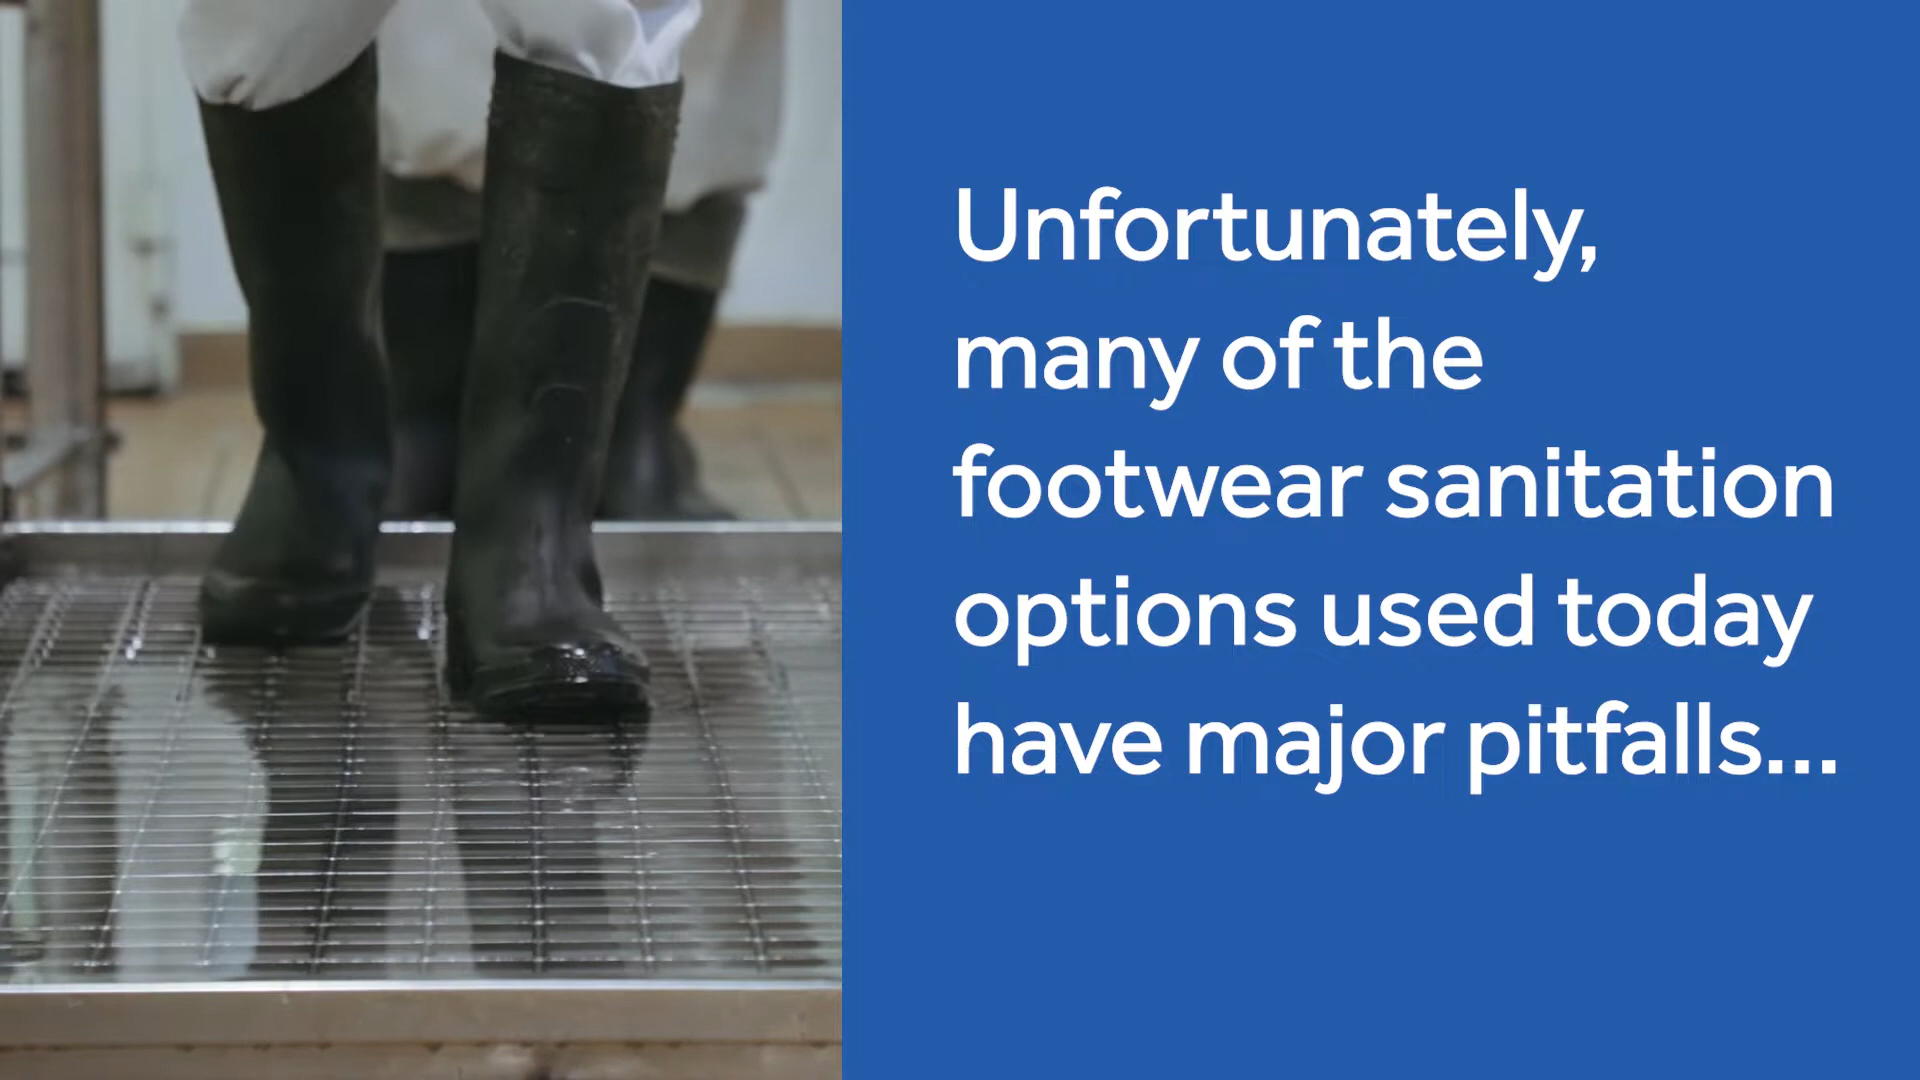 Unfortunately,
many of the
footwear sanitation
options used today
have major pitfalls...